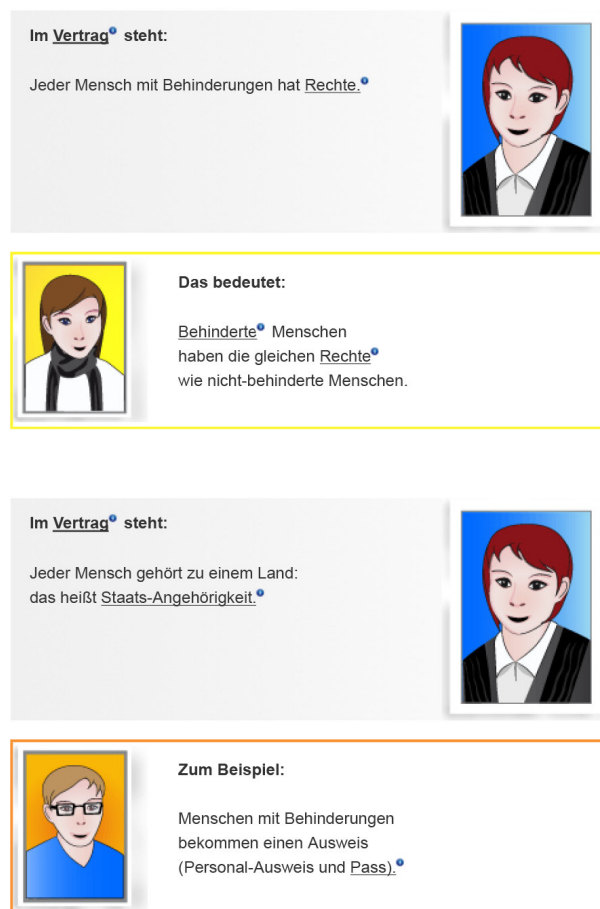 Im Vertrag steht:
Jeder Mensch mit Behinderungen hat Rechte.
Das bedeutet:
Behinderte Menschen
haben die gleichen Rechte
wie nicht-behinderte Menschen.
Im Vertrag steht:
Jeder Mensch gehört zu einem Land:
das heißt Staats-Angehörigkeit.
Zum Beispiel:
Menschen mit Behinderungen
bekommen einen Ausweis
(Personal-Ausweis und Pass).